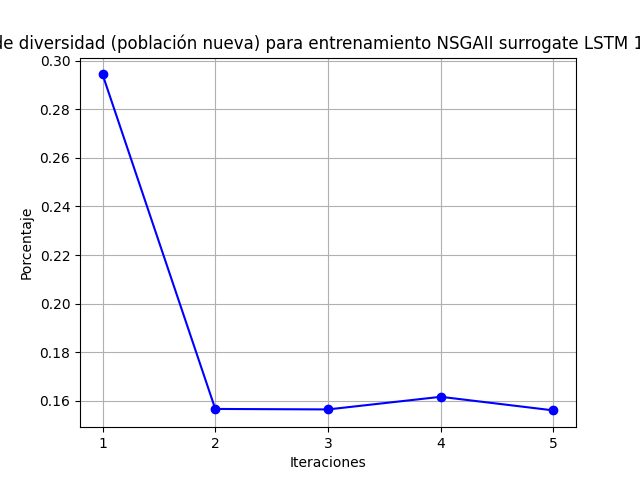 de diversidad (población nueva) para entrenamiento NSGAII surrogate LSTM 1
0.30
0.28
0.26
0.24
0.22
0.20
0.18
0.16
Porcentaje
1 2 3 4 5
Iteraciones